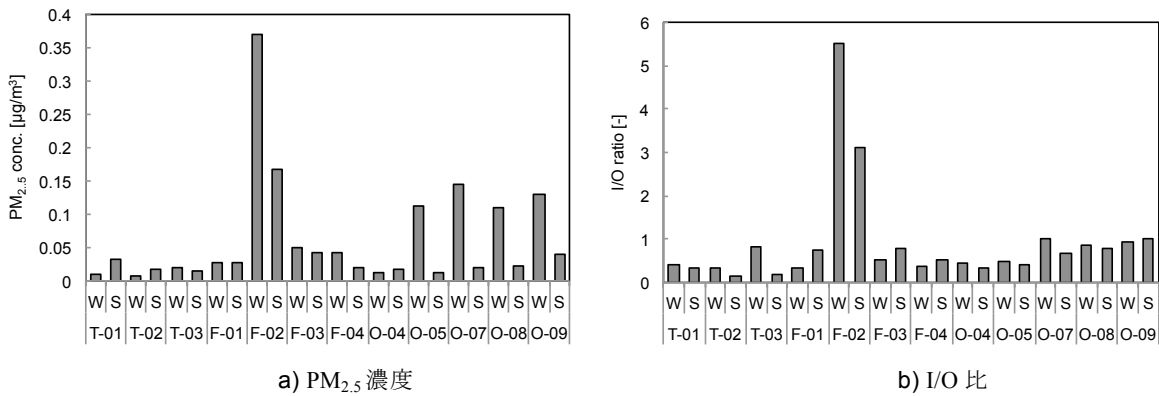 0.4
0.35
0.3
0.25
0.2
0.15
0.1
0.05
0
PM2.5 conc. [µg/m³]
W S W S W S W S W S W S W S W S W S W S W S W S
T-01 T-02 T-03 F-01 F-02 F-03 F-04 O-04 O-05 O-07 O-08 O-09
a) PM2.5 濃度
6
5
4
3
2
1
0
I/O ratio [-]
W S W S W S W S W S W S W S W S W S W S W S W S
T-01 T-02 T-03 F-01 F-02 F-03 F-04 O-04 O-05 O-07 O-08 O-09
b) I/O 比